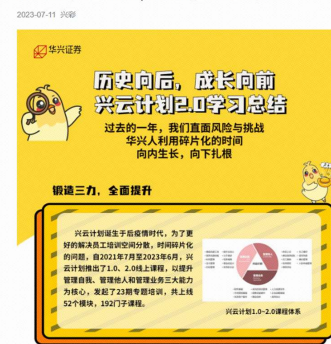 2023-07-11 兴彩
华兴证券
历史向后，成长向前
兴云计划2.0学习总结
过去的一年，我们直面风险与挑战
华兴人利用碎片化的时间
向内生长，向下扎根
锻造三力，全面提升
兴云计划诞生于后疫情时代，为了更
好的解决员工培训空间分散，时间碎片化
的问题，自2021年7月至2023年6月，兴
云计划推出了1.0、2.0线上课程，以提升
管理自我、管理他人和管理业务三大能力
为核心，发起了23期专题培训，共上线
52个模块，192门子课程。
兴云计划1.0-2.0课程体系